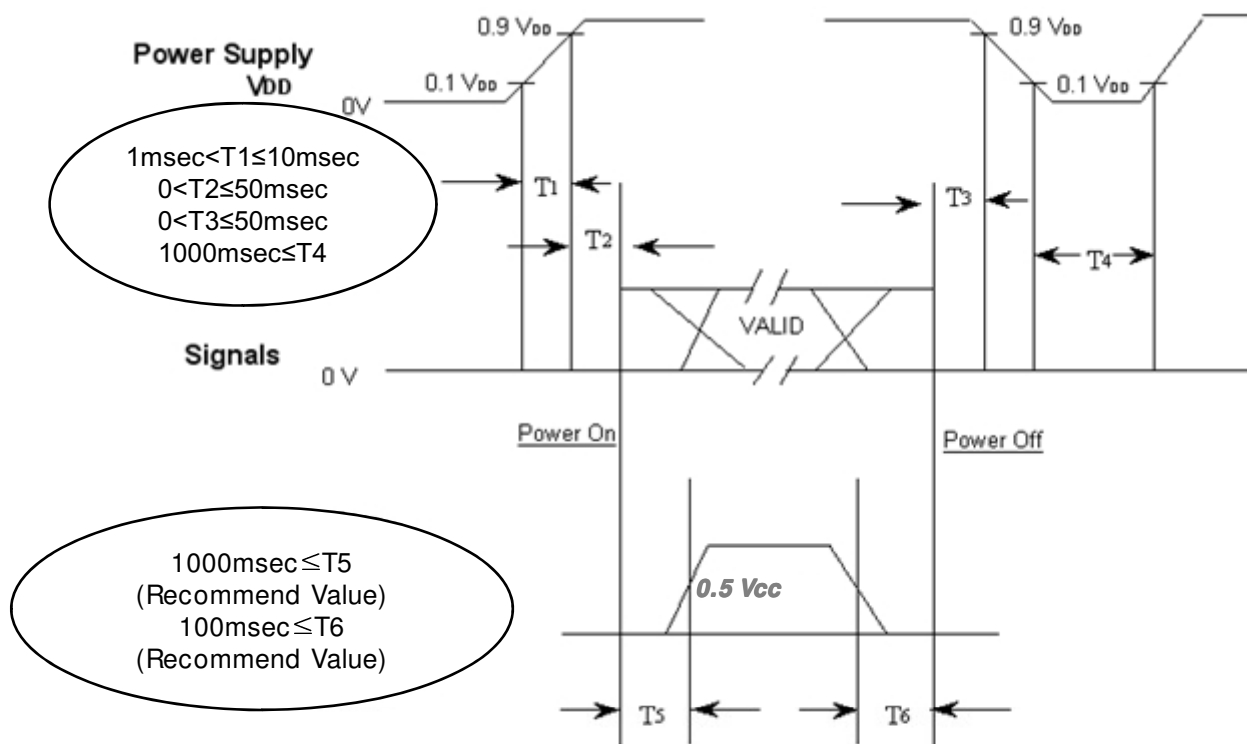 0.9 VDD
0.9 VDD
Power Supply
VDD
0.1 VDD
0.1 VDD
0V
1msec<T1≤10msec
0<T2≤50msec
0<T3≤50msec
1000msec≤T4
T1
T3
T2
T4
VALID
Signals
0 V
Power On
Power Off
1000msec≤T5
(Recommend Value)
100msec≤T6
(Recommend Value)
0.5 Vcc
T5
T6